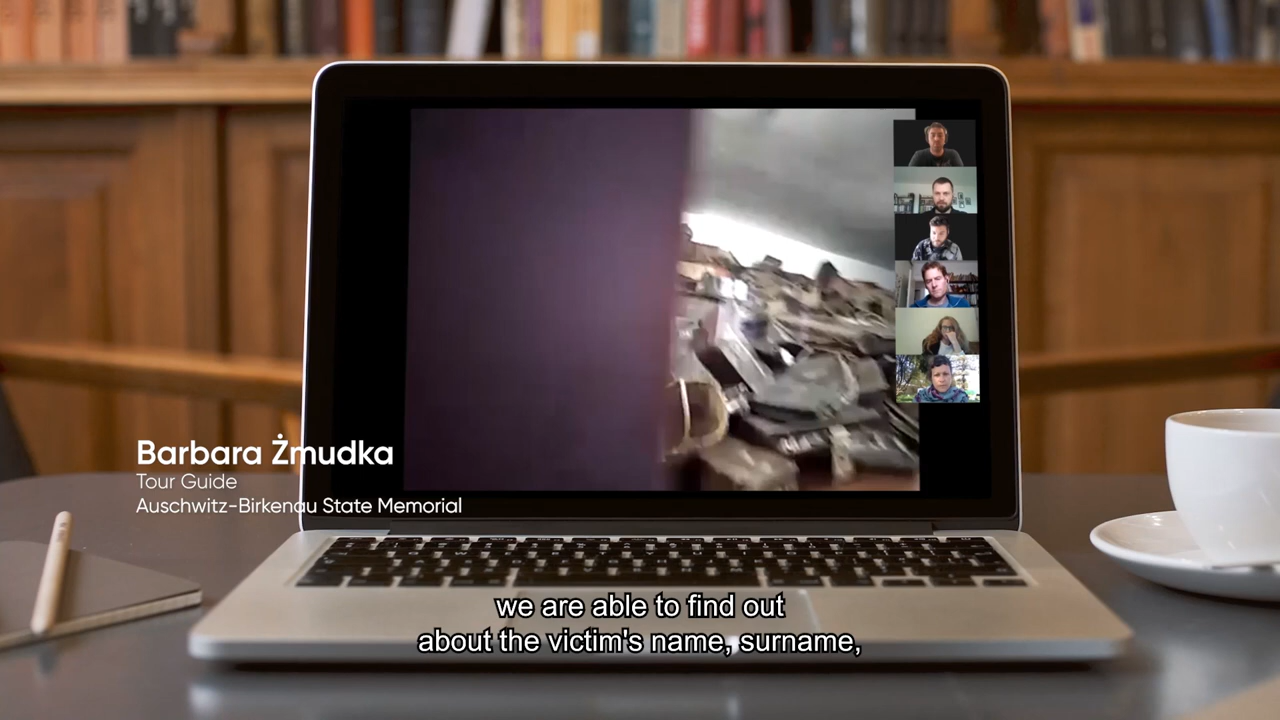 Barbara Żmudka
Tour Guide
Auschwitz-Birkenau State Memorial
we are able to find out
about the victim's name, surname,